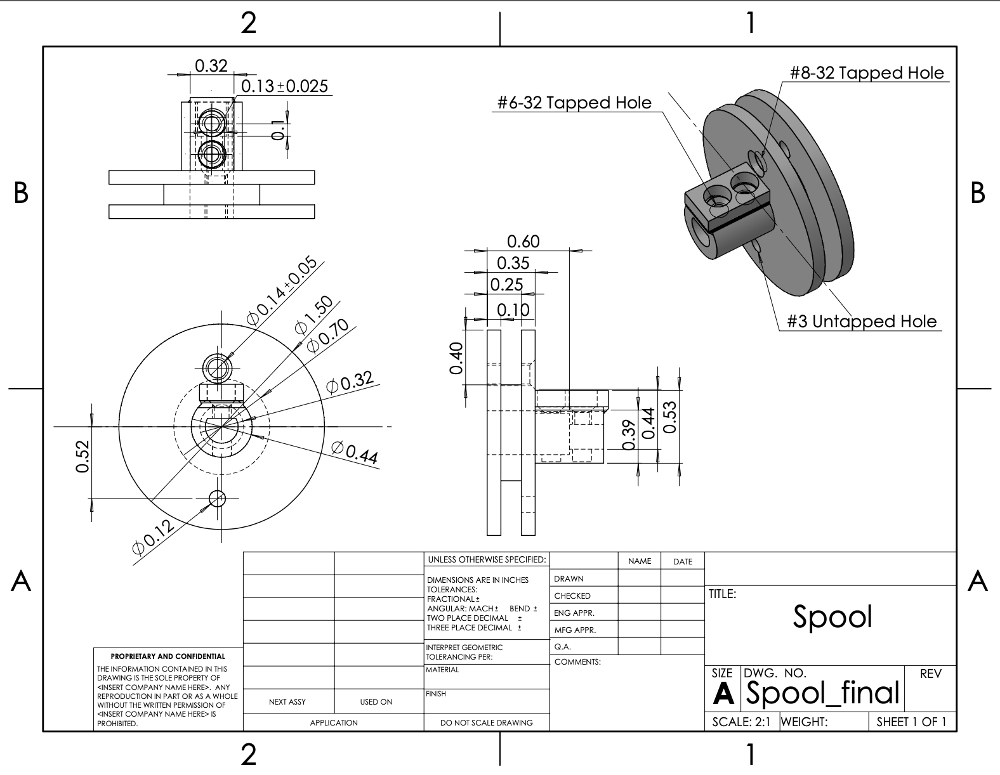 2
1
0.32
0.13±0.025
0.1
#8-32 Tapped Hole
#6-32 Tapped Hole
B
B
#3 Untapped Hole
0.60
0.35
0.25
0.10
0.40
0.39
0.44
0.53
∅0.14±0.05
∅1.50
∅0.70
∅0.32
∅0.44
0.52
∅0.12
A
A
UNLESS OTHERWISE SPECIFIED:
DIMENSIONS ARE IN INCHES
TOLERANCES:
FRACTIONAL±
ANGULAR: MACH± BEND ±
TWO PLACE DECIMAL ±
THREE PLACE DECIMAL ±
INTERPRET GEOMETRIC
TOLERANCING PER:
MATERIAL
FINISH
DO NOT SCALE DRAWING
NAME
DATE
DRAWN
CHECKED
ENG APPR.
MFG APPR.
Q.A.
COMMENTS:
TITLE:
Spool
SIZE
A
DWG. NO.
Spool_final
REV
SCALE: 2:1
WEIGHT:
SHEET 1 OF 1
PROPRIETARY AND CONFIDENTIAL
THE INFORMATION CONTAINED IN THIS
DRAWING IS THE SOLE PROPERTY OF
<INSERT COMPANY NAME HERE>. ANY
REPRODUCTION IN PART OR AS A WHOLE
WITHOUT THE WRITTEN PERMISSION OF
<INSERT COMPANY NAME HERE> IS
PROHIBITED.
NEXT ASSY
USED ON
APPLICATION
2
1